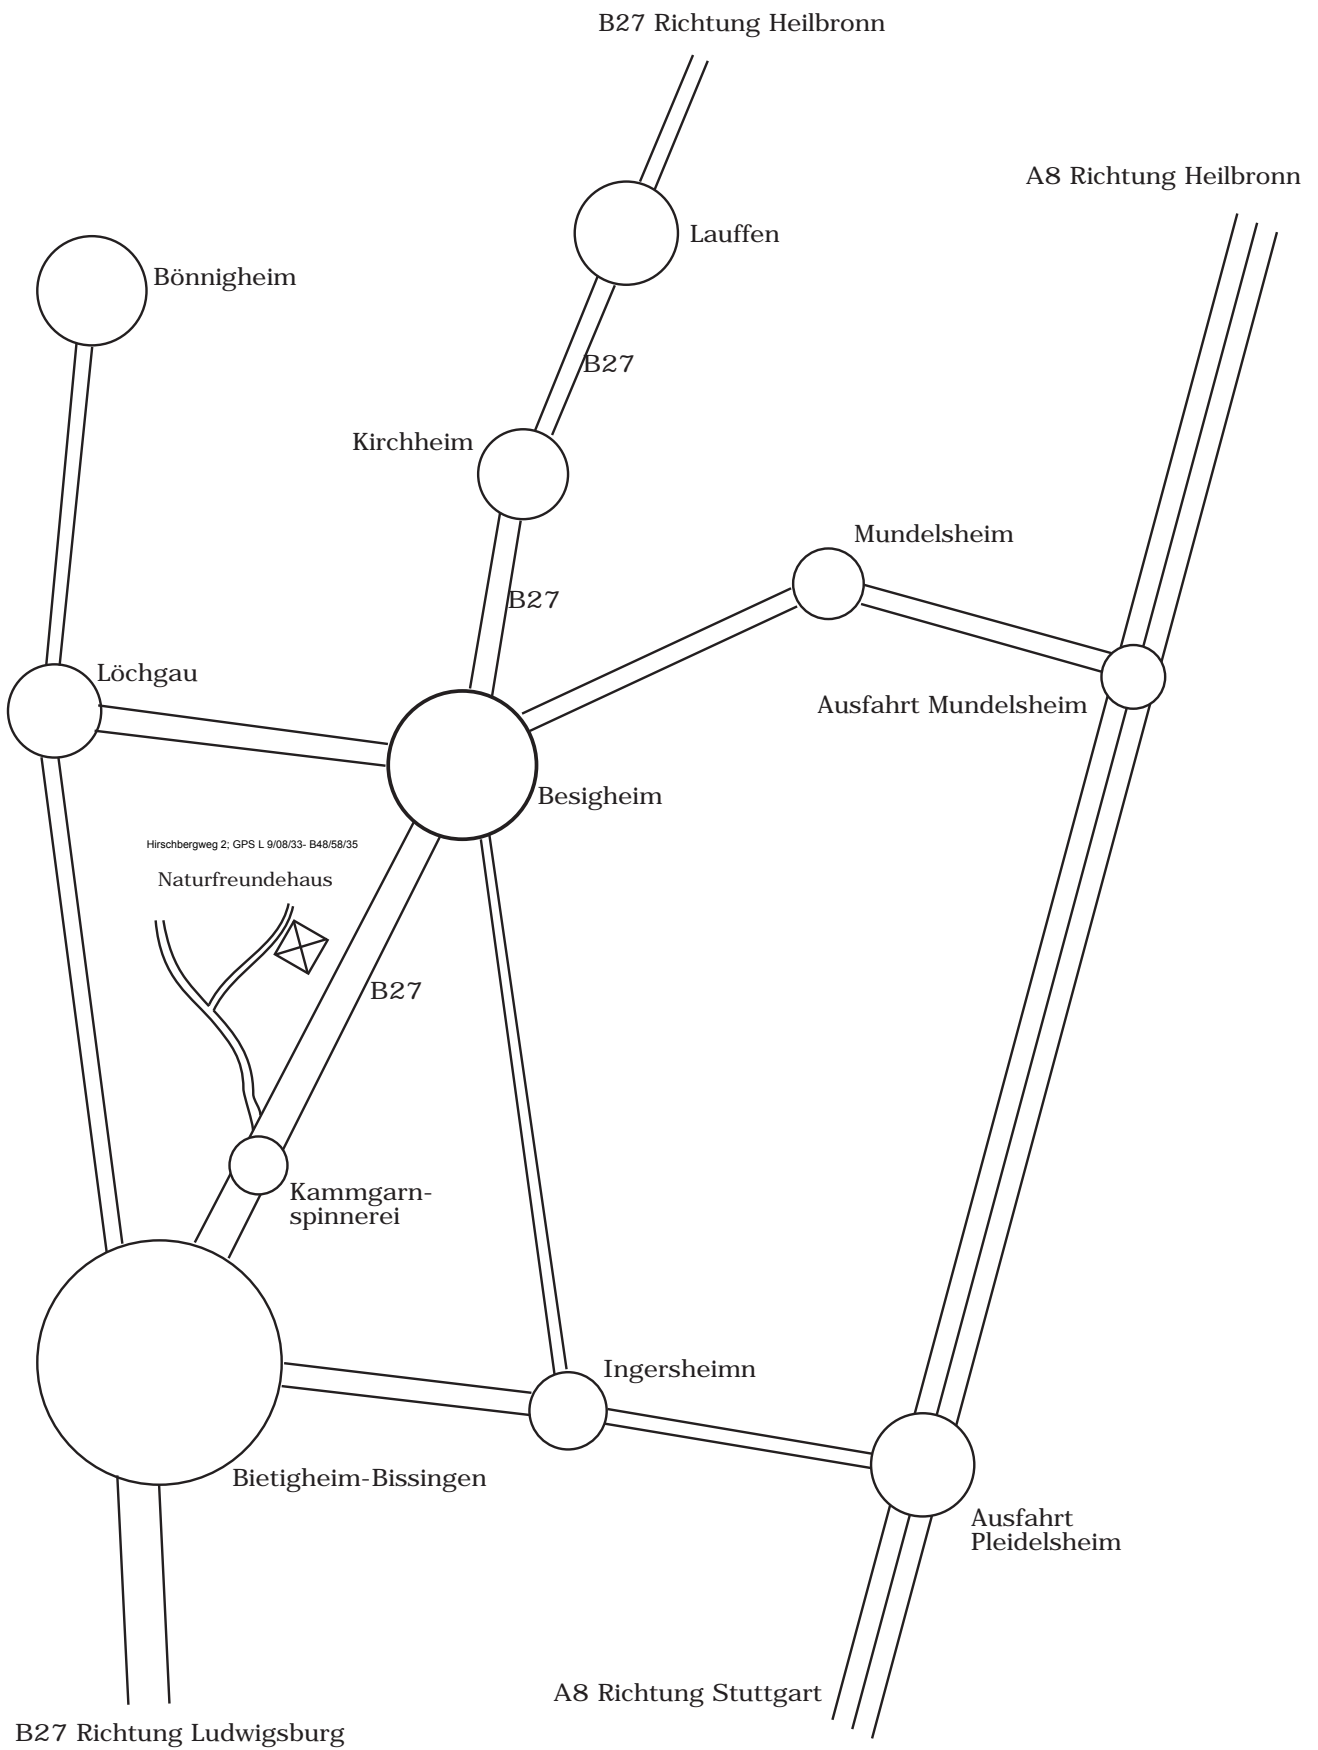 B27 Richtung Heilbronn
A8 Richtung Heilbronn
Lauffen
Bönnigheim
B27
Kirchheim
Mundelsheim
B27
Löchgau
Ausfahrt Mundelsheim
Besigheim
Hirschbergweg 2; GPS L 9/08/33- B48/58/35
Naturfreundehaus
B27
Kammgarn-
spinnerei
Ingersheimn
Bietigheim-Bissingen
Ausfahrt
Pleidelsheim
A8 Richtung Stuttgart
B27 Richtung Ludwigsburg